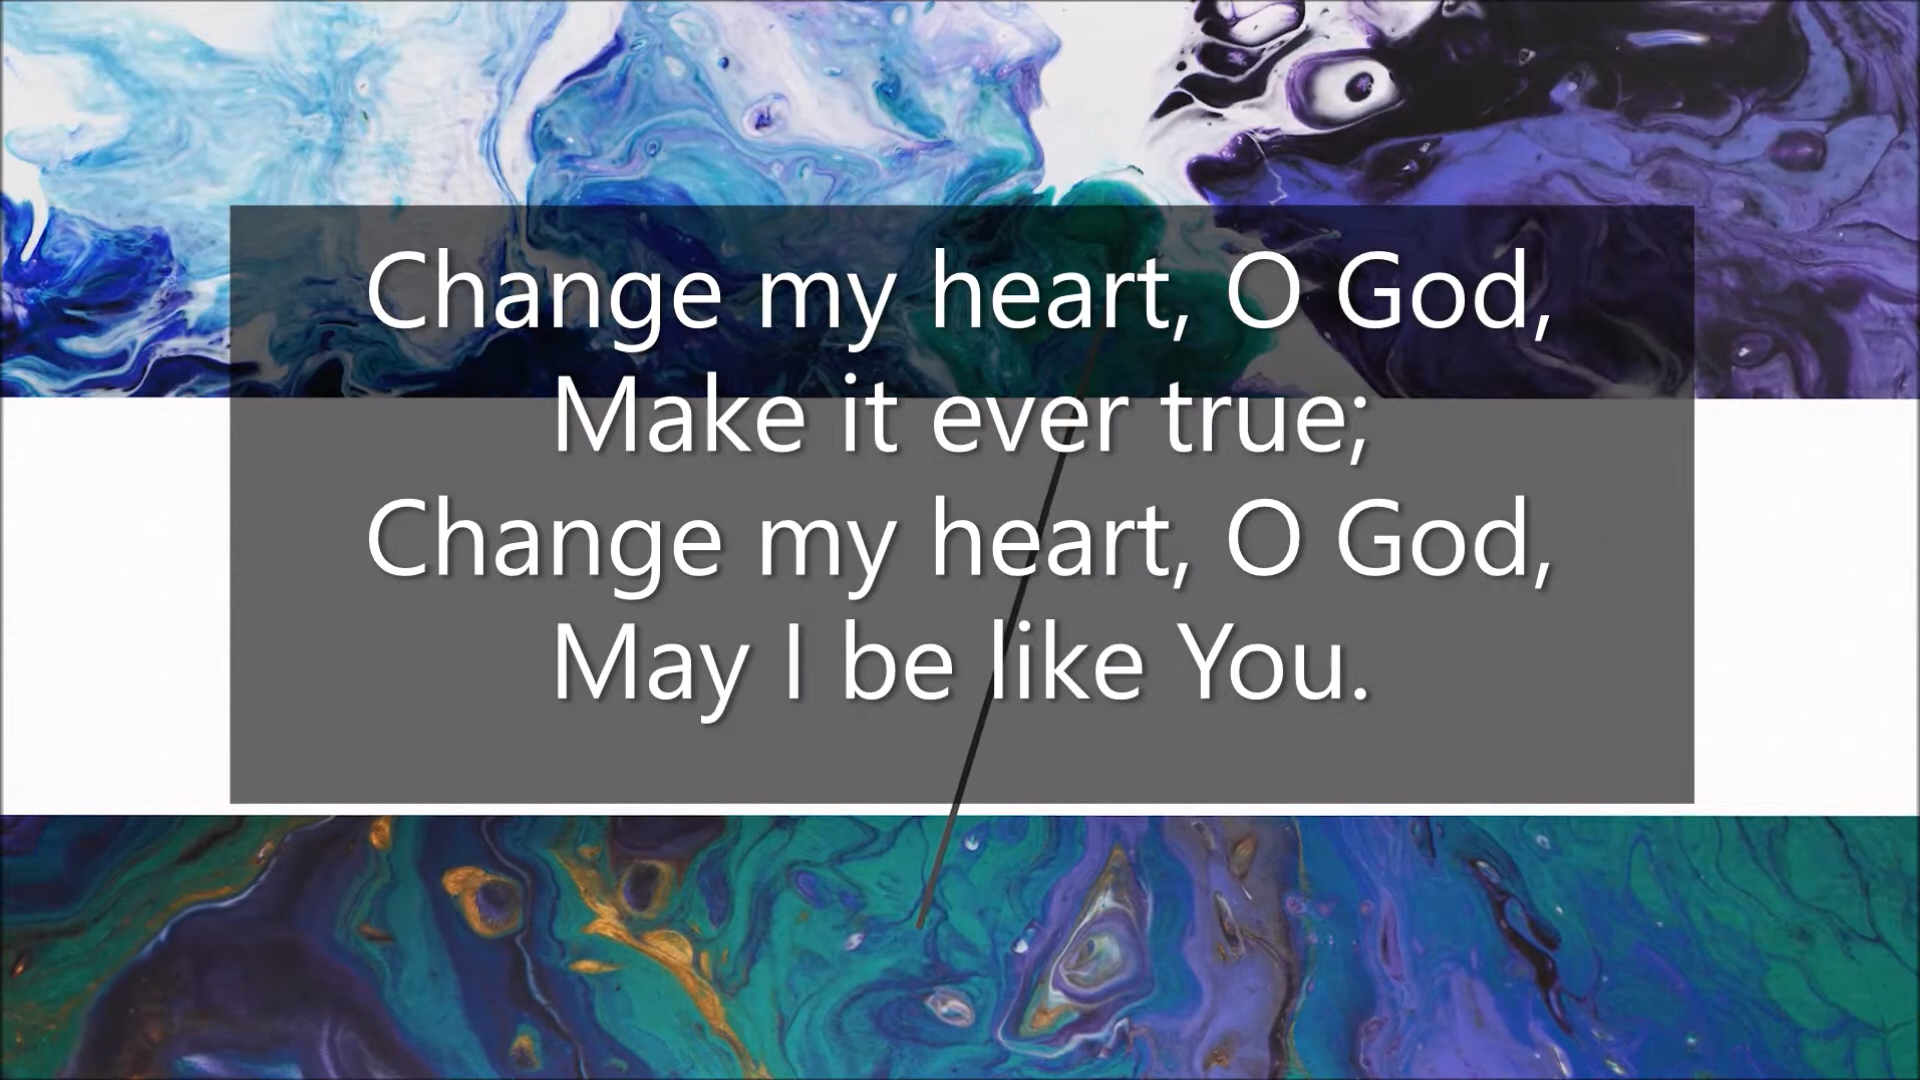 Change my heart, O God,
Make it ever true;
Change my heart, O God,
May I be like You.